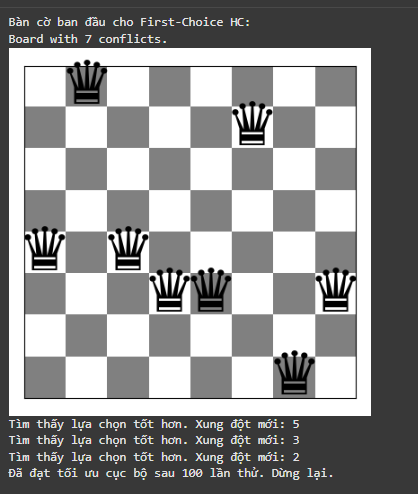 Bàn cờ ban đầu cho First-Choice HC:
Board with 7 conflicts.
Tìm thấy lựa chọn tốt hơn. Xung đột mới: 5
Tìm thấy lựa chọn tốt hơn. Xung đột mới: 3
Tìm thấy lựa chọn tốt hơn. Xung đột mới: 2
Đã đạt tối ưu cục bộ sau 100 lần thử. Dừng lại.